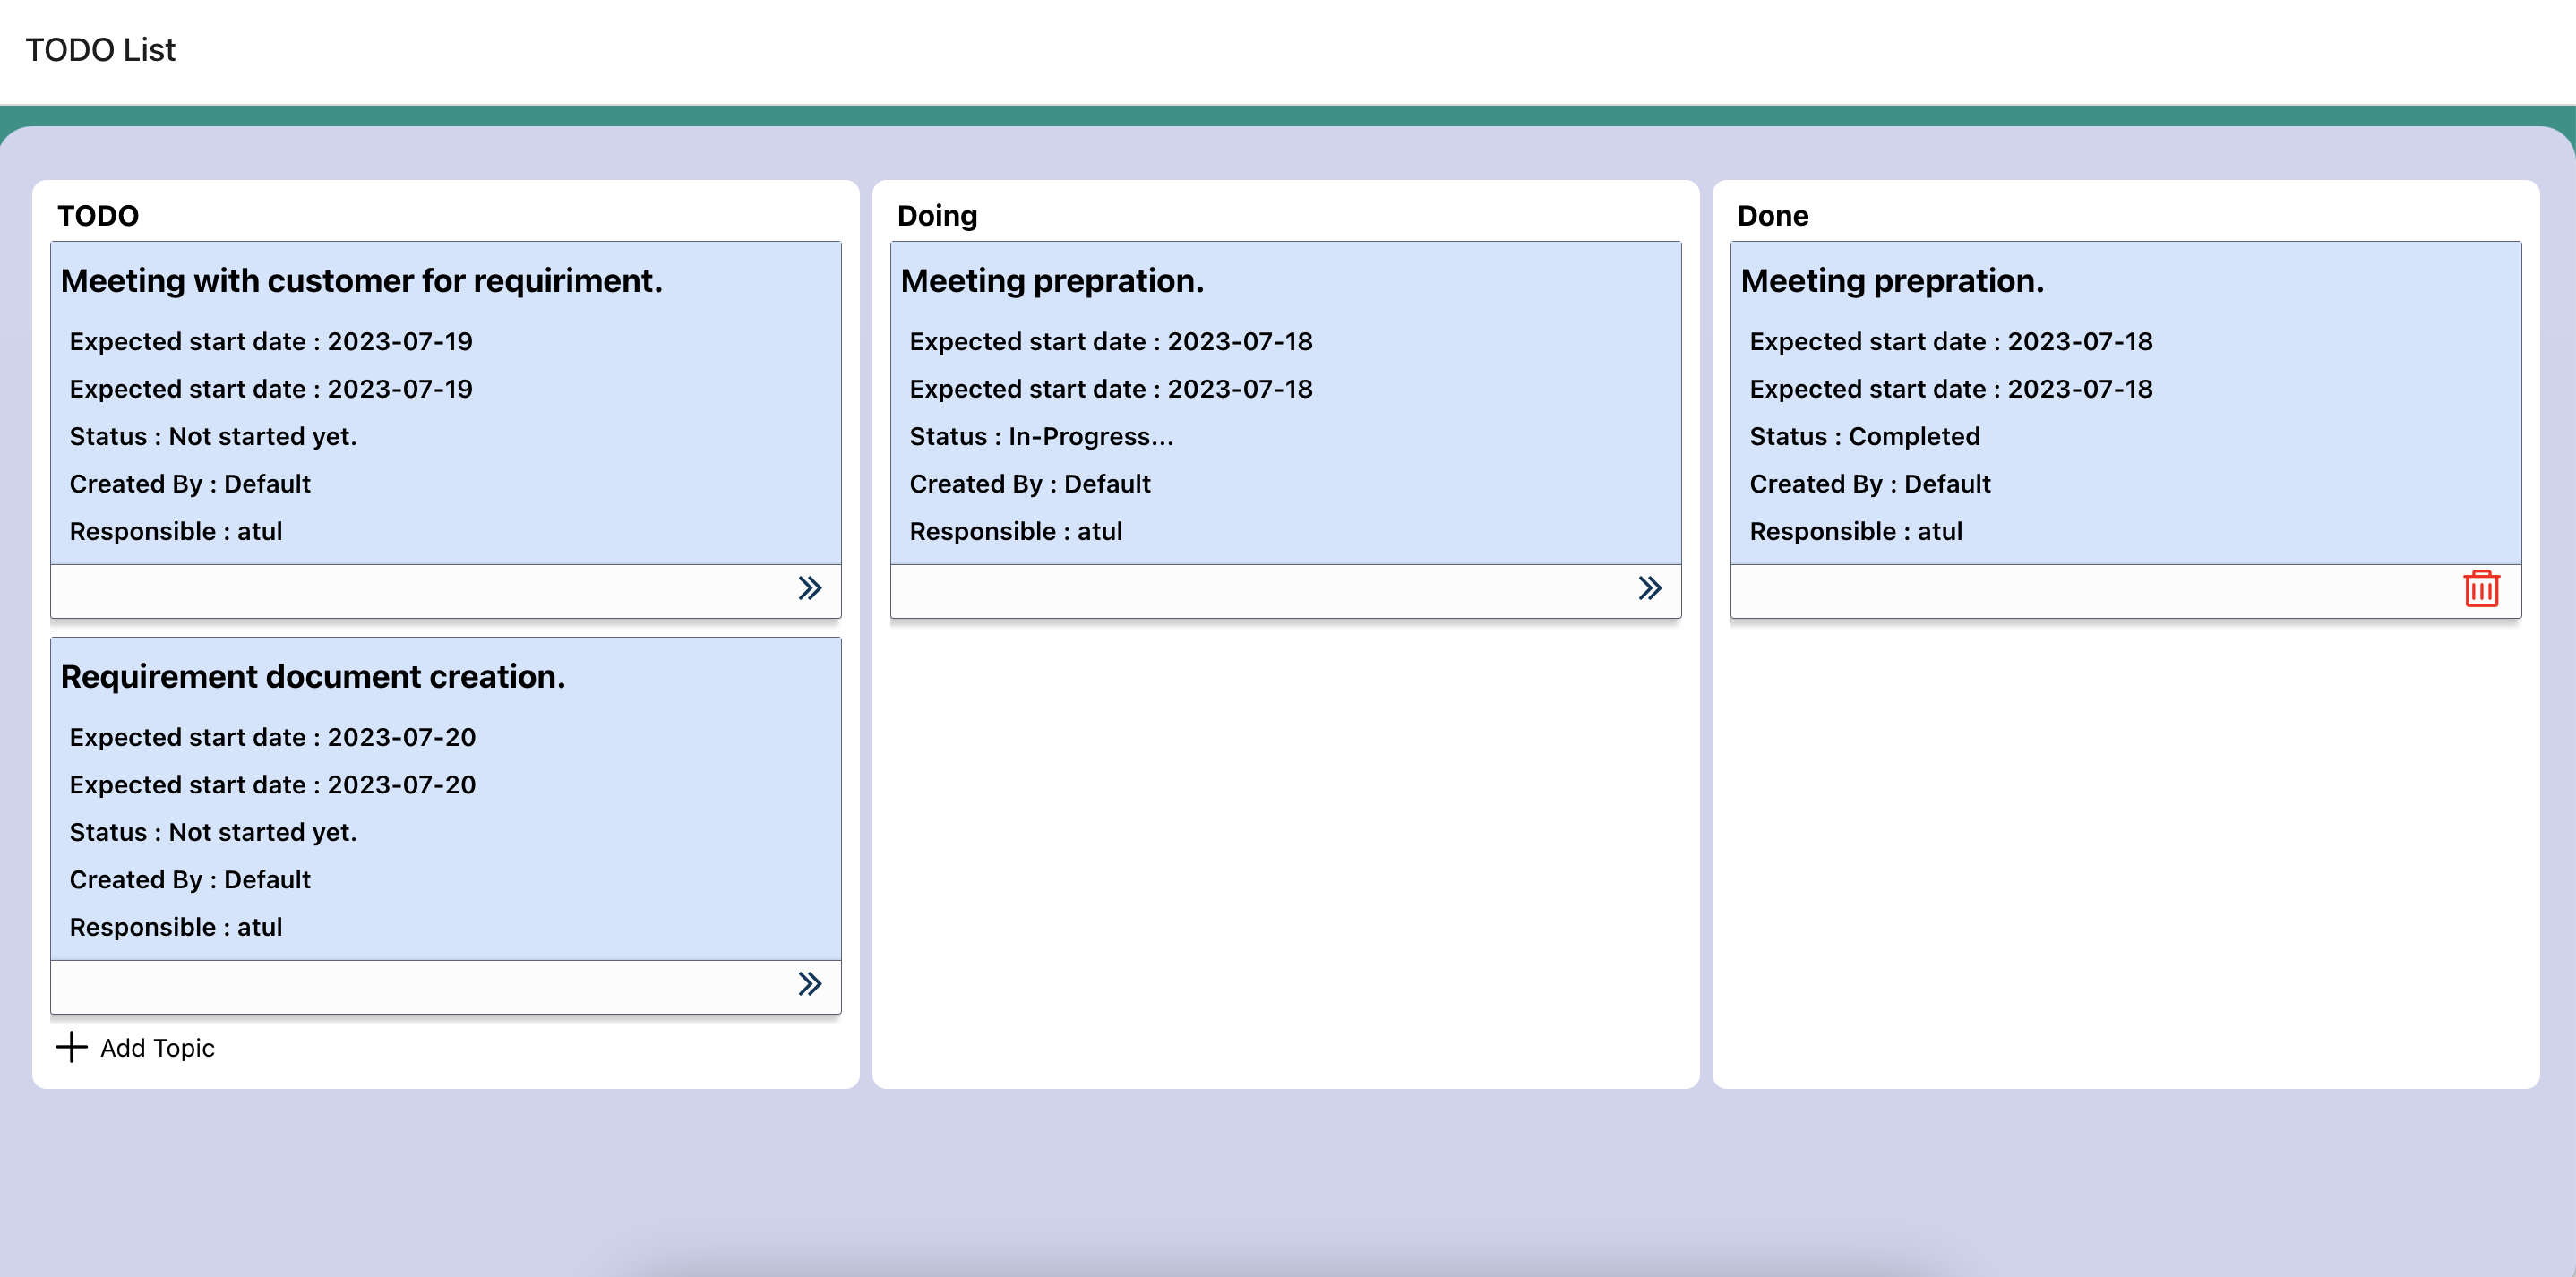 TODO List
TODO
Meeting with customer for requiriment.
Expected start date : 2023-07-19
Expected start date : 2023-07-19
Status : Not started yet.
Created By : Default
Responsible : atul
Requirement document creation.
Expected start date : 2023-07-20
Expected start date : 2023-07-20
Status : Not started yet.
Created By : Default
Responsible : atul
Add Topic
Doing
Meeting prepration.
Expected start date : 2023-07-18
Expected start date : 2023-07-18
Status : In-Progress...
Created By : Default
Responsible : atul
Done
Meeting prepration.
Expected start date : 2023-07-18
Expected start date : 2023-07-18
Status : Completed
Created By : Default
Responsible : atul